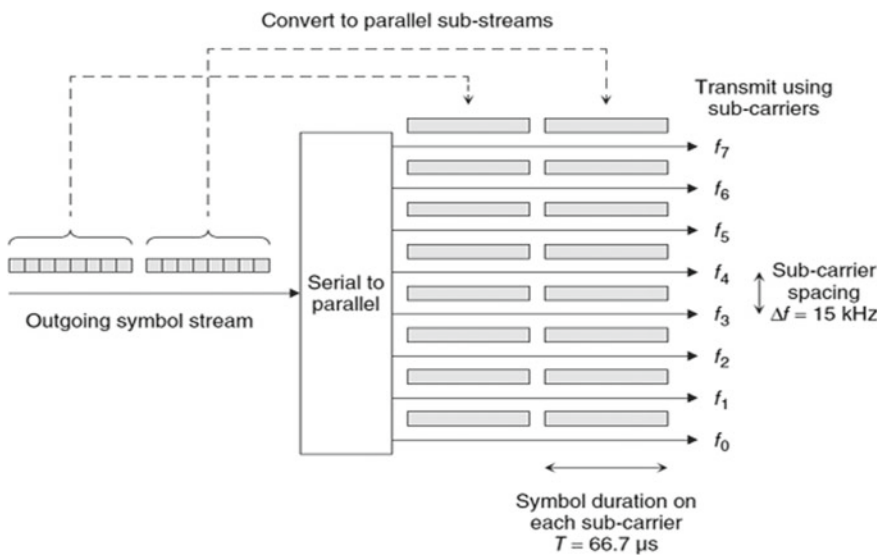 Convert to parallel sub-streams
Transmit using
sub-carriers
f7
f6
f5
f4
f3
f2
f1
f0
Serial to
parallel
Outgoing symbol stream
Sub-carrier
spacing
Δf = 15 kHz
Symbol duration on
each sub-carrier
T = 66.7 μs